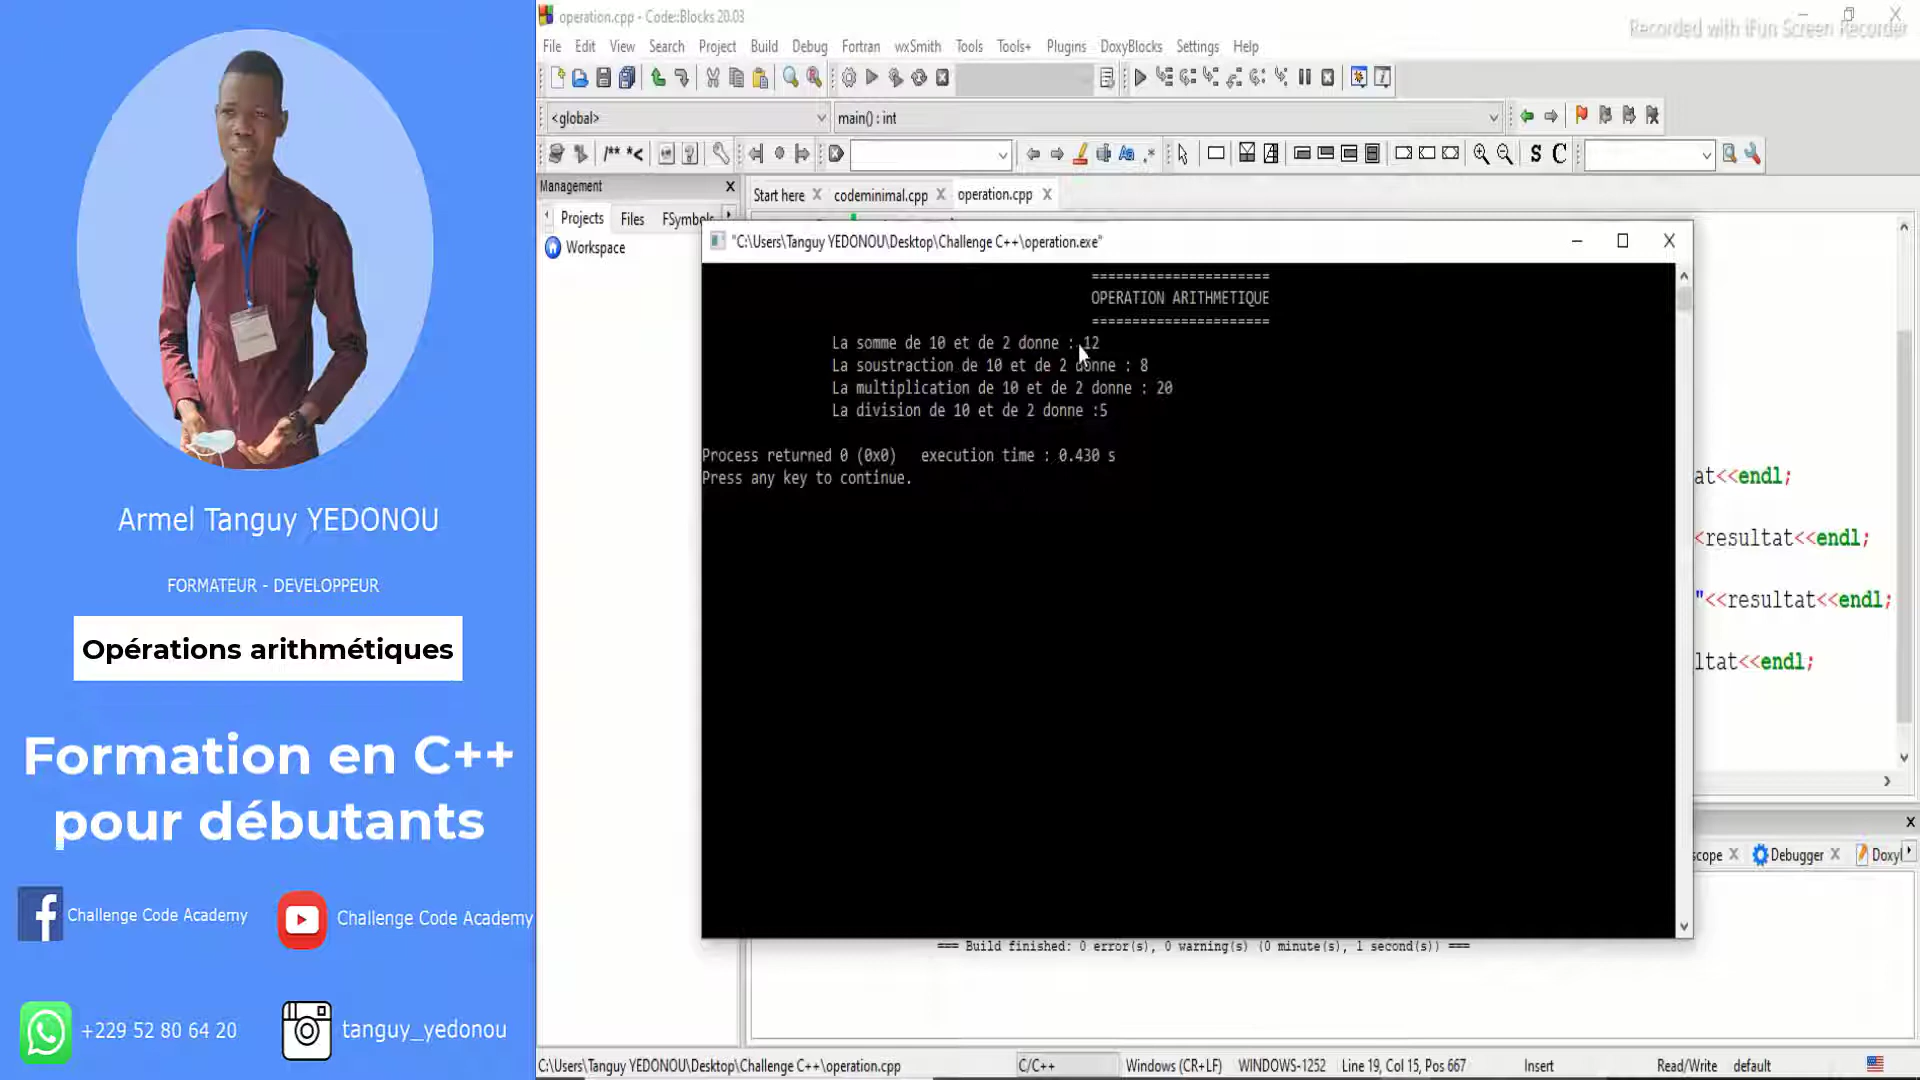 Armel Tanguy YEDONOU
FORMATEUR - DEVELOPPEUR
Opérations arithmétiques
Formation en C++
pour débutants
Challenge Code Academy
Challenge Code Academy
+229 52 80 64 20
tanguy_yedonou
operation.cpp - Code::Blocks 20.03
Recorded with iFun Screen Recorder
File Edit View Search Project Build Debug Fortran wxSmith Tools Tools+ Plugins DoxyBlocks Settings Help
<global>
main() : int
/** *<
S C
Management
Projects Files FSymbols
Workspace
Start here codeminimal.cpp operation.cpp
"C:\Users\Tanguy YEDONOU\Desktop\Challenge C++\operation.exe"
======================
OPERATION ARITHMETIQUE
======================
La somme de 10 et de 2 donne : 12
La soustraction de 10 et de 2 donne : 8
La multiplication de 10 et de 2 donne : 20
La division de 10 et de 2 donne :5
Process returned 0 (0x0)   execution time : 0.430 s
Press any key to continue.
at<<endl;
<resultat<<endl;
"<<resultat<<endl;
ltat<<endl;
scope Debugger Doxyl
=== Build finished: 0 error(s), 0 warning(s) (0 minute(s), 1 second(s)) ===
C:\Users\Tanguy YEDONOU\Desktop\Challenge C++\operation.cpp C/C++ Windows (CR+LF) WINDOWS-1252 Line 19, Col 15, Pos 667 Insert Read/Write default